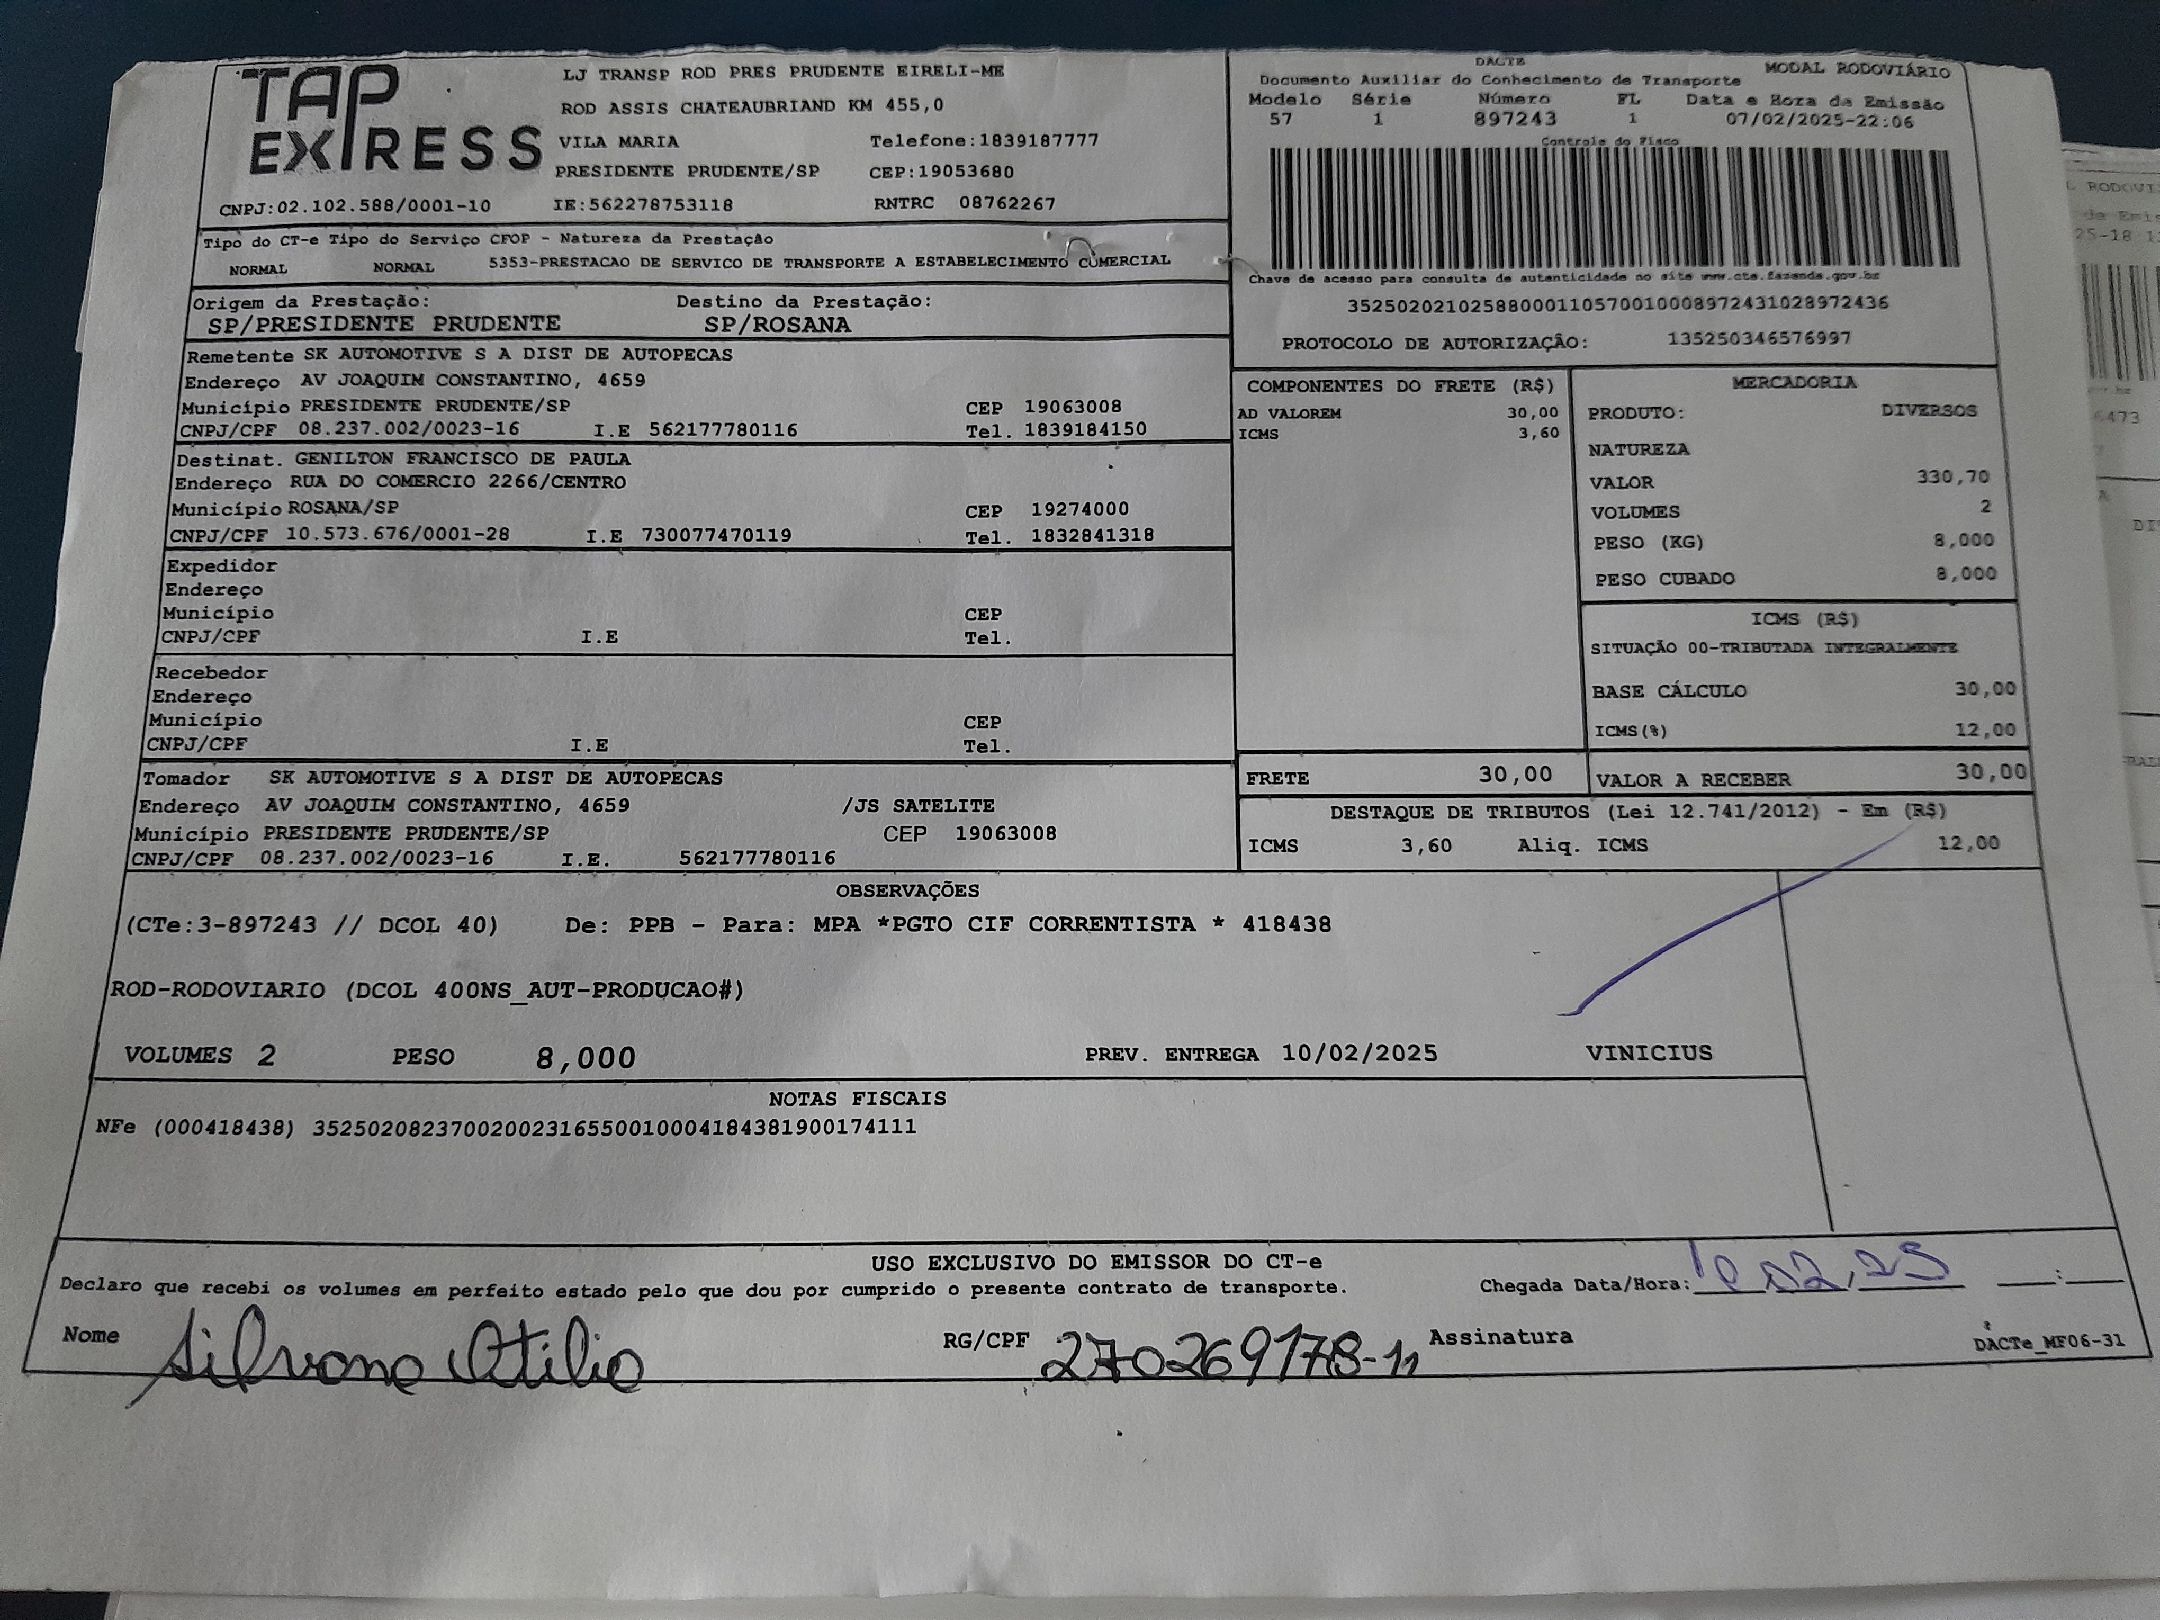 TAP EXPRESS
LJ TRANSP ROD PRES PRUDENTE EIRELI-ME
ROD ASSIS CHATEAUBRIAND KM 455,0
VILA MARIA Telefone:1839187777
PRESIDENTE PRUDENTE/SP CEP:19053680
CNPJ:02.102.588/0001-10 IE:562278753118 RNTRC 08762267
DACTE MODAL RODOVIÁRIO
Documento Auxiliar do Conhecimento de Transporte
Modelo Série Número FL Data e Hora da Emissão
57 1 897243 1 07/02/2025-22:06
Controle do Fisco
Chave de acesso para consulta de autenticidade no site www.cte.fazenda.gov.br
35250202102588000110570010008972431028972436
PROTOCOLO DE AUTORIZAÇÃO: 135250346576997
Tipo do CT-e Tipo do Serviço CFOP - Natureza da Prestação
NORMAL NORMAL 5353-PRESTACAO DE SERVICO DE TRANSPORTE A ESTABELECIMENTO COMERCIAL
Origem da Prestação: Destino da Prestação:
SP/PRESIDENTE PRUDENTE SP/ROSANA
Remetente SK AUTOMOTIVE S A DIST DE AUTOPECAS
Endereço AV JOAQUIM CONSTANTINO, 4659
Município PRESIDENTE PRUDENTE/SP CEP 19063008
CNPJ/CPF 08.237.002/0023-16 I.E 562177780116 Tel. 1839184150
Destinat. GENILTON FRANCISCO DE PAULA
Endereço RUA DO COMERCIO 2266/CENTRO
Município ROSANA/SP CEP 19274000
CNPJ/CPF 10.573.676/0001-28 I.E 730077470119 Tel. 1832841318
Expedidor
Endereço
Município CEP
CNPJ/CPF I.E Tel.
Recebedor
Endereço
Município CEP
CNPJ/CPF I.E Tel.
Tomador SK AUTOMOTIVE S A DIST DE AUTOPECAS
Endereço AV JOAQUIM CONSTANTINO, 4659 /JS SATELITE
Município PRESIDENTE PRUDENTE/SP CEP 19063008
CNPJ/CPF 08.237.002/0023-16 I.E. 562177780116
COMPONENTES DO FRETE (R$)
AD VALOREM 30,00
ICMS 3,60
MERCADORIA
PRODUTO: DIVERSOS
NATUREZA
VALOR 330,70
VOLUMES 2
PESO (KG) 8,000
PESO CUBADO 8,000
ICMS (R$)
SITUAÇÃO 00-TRIBUTADA INTEGRALMENTE
BASE CÁLCULO 30,00
ICMS(%) 12,00
FRETE 30,00 VALOR A RECEBER 30,00
DESTAQUE DE TRIBUTOS (Lei 12.741/2012) - Em (R$)
ICMS 3,60 Aliq. ICMS 12,00
OBSERVAÇÕES
(CTe:3-897243 // DCOL 40) De: PPB - Para: MPA *PGTO CIF CORRENTISTA * 418438
ROD-RODOVIARIO (DCOL 400NS_AUT-PRODUCAO#)
VOLUMES 2 PESO 8,000 PREV. ENTREGA 10/02/2025 VINICIUS
NOTAS FISCAIS
NFe (000418438) 35250208237002002316550010004184381900174111
USO EXCLUSIVO DO EMISSOR DO CT-e
Declaro que recebi os volumes em perfeito estado pelo que dou por cumprido o presente contrato de transporte. Chegada Data/Hora: 10 02.25 :
Nome Silvano Otilio RG/CPF 270269178-11 Assinatura DACTe_MF06-31